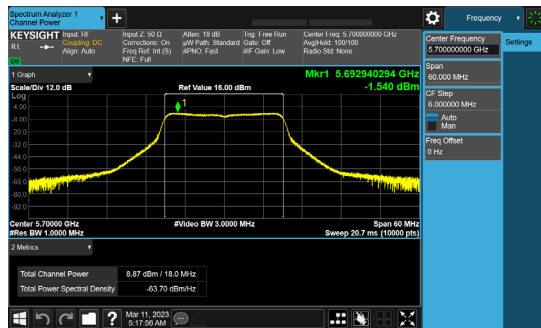 Spectrum Analyzer 1
Channel Power
+
Frequency
KEYSIGHT Input: RF
Coupling: DC
Align: Auto
Input Z: 50 Ω
Corrections: On
Freq Ref: Int (S)
NFE: Full
Atten: 18 dB
µW Path: Standard
#PNO: Fast
Trig: Free Run
Gate: Off
#IF Gain: Low
Center Freq: 5.700000000 GHz
Avg|Hold: 100/100
Radio Std: None
1 Graph
Scale/Div 12.0 dB
Ref Value 16.00 dBm
Mkr1 5.692940294 GHz
-1.540 dBm
Log
4.00
-8.00
-20.0
-32.0
-44.0
-56.0
-68.0
-80.0
-92.0
1
Center 5.70000 GHz
#Res BW 1.0000 MHz
#Video BW 3.0000 MHz
Span 60 MHz
Sweep 20.7 ms (10000 pts)
2 Metrics
Total Channel Power 8.87 dBm / 18.0 MHz
Total Power Spectral Density -63.70 dBm/Hz
Mar 11, 2023
5:17:56 AM
?
Center Frequency
5.700000000 GHz
Settings
Span
60.000 MHz
CF Step
6.000000 MHz
Auto
Man
Freq Offset
0 Hz